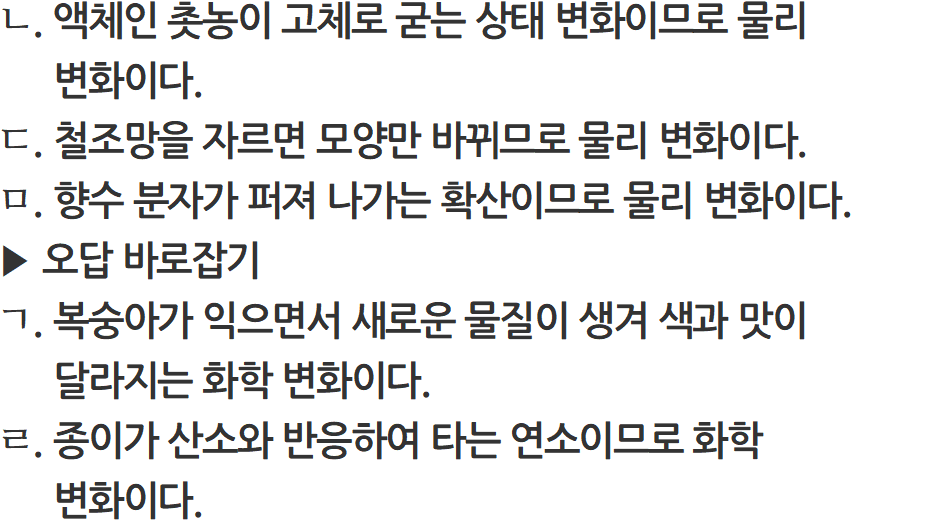 ㄴ. 액체인 촛농이 고체로 굳는 상태 변화이므로 물리
변화이다.
ㄷ. 철조망을 자르면 모양만 바뀌므로 물리 변화이다.
ㅁ. 향수 분자가 퍼져 나가는 확산이므로 물리 변화이다.
▶ 오답 바로잡기
ㄱ. 복숭아가 익으면서 새로운 물질이 생겨 색과 맛이
달라지는 화학 변화이다.
ㄹ. 종이가 산소와 반응하여 타는 연소이므로 화학
변화이다.